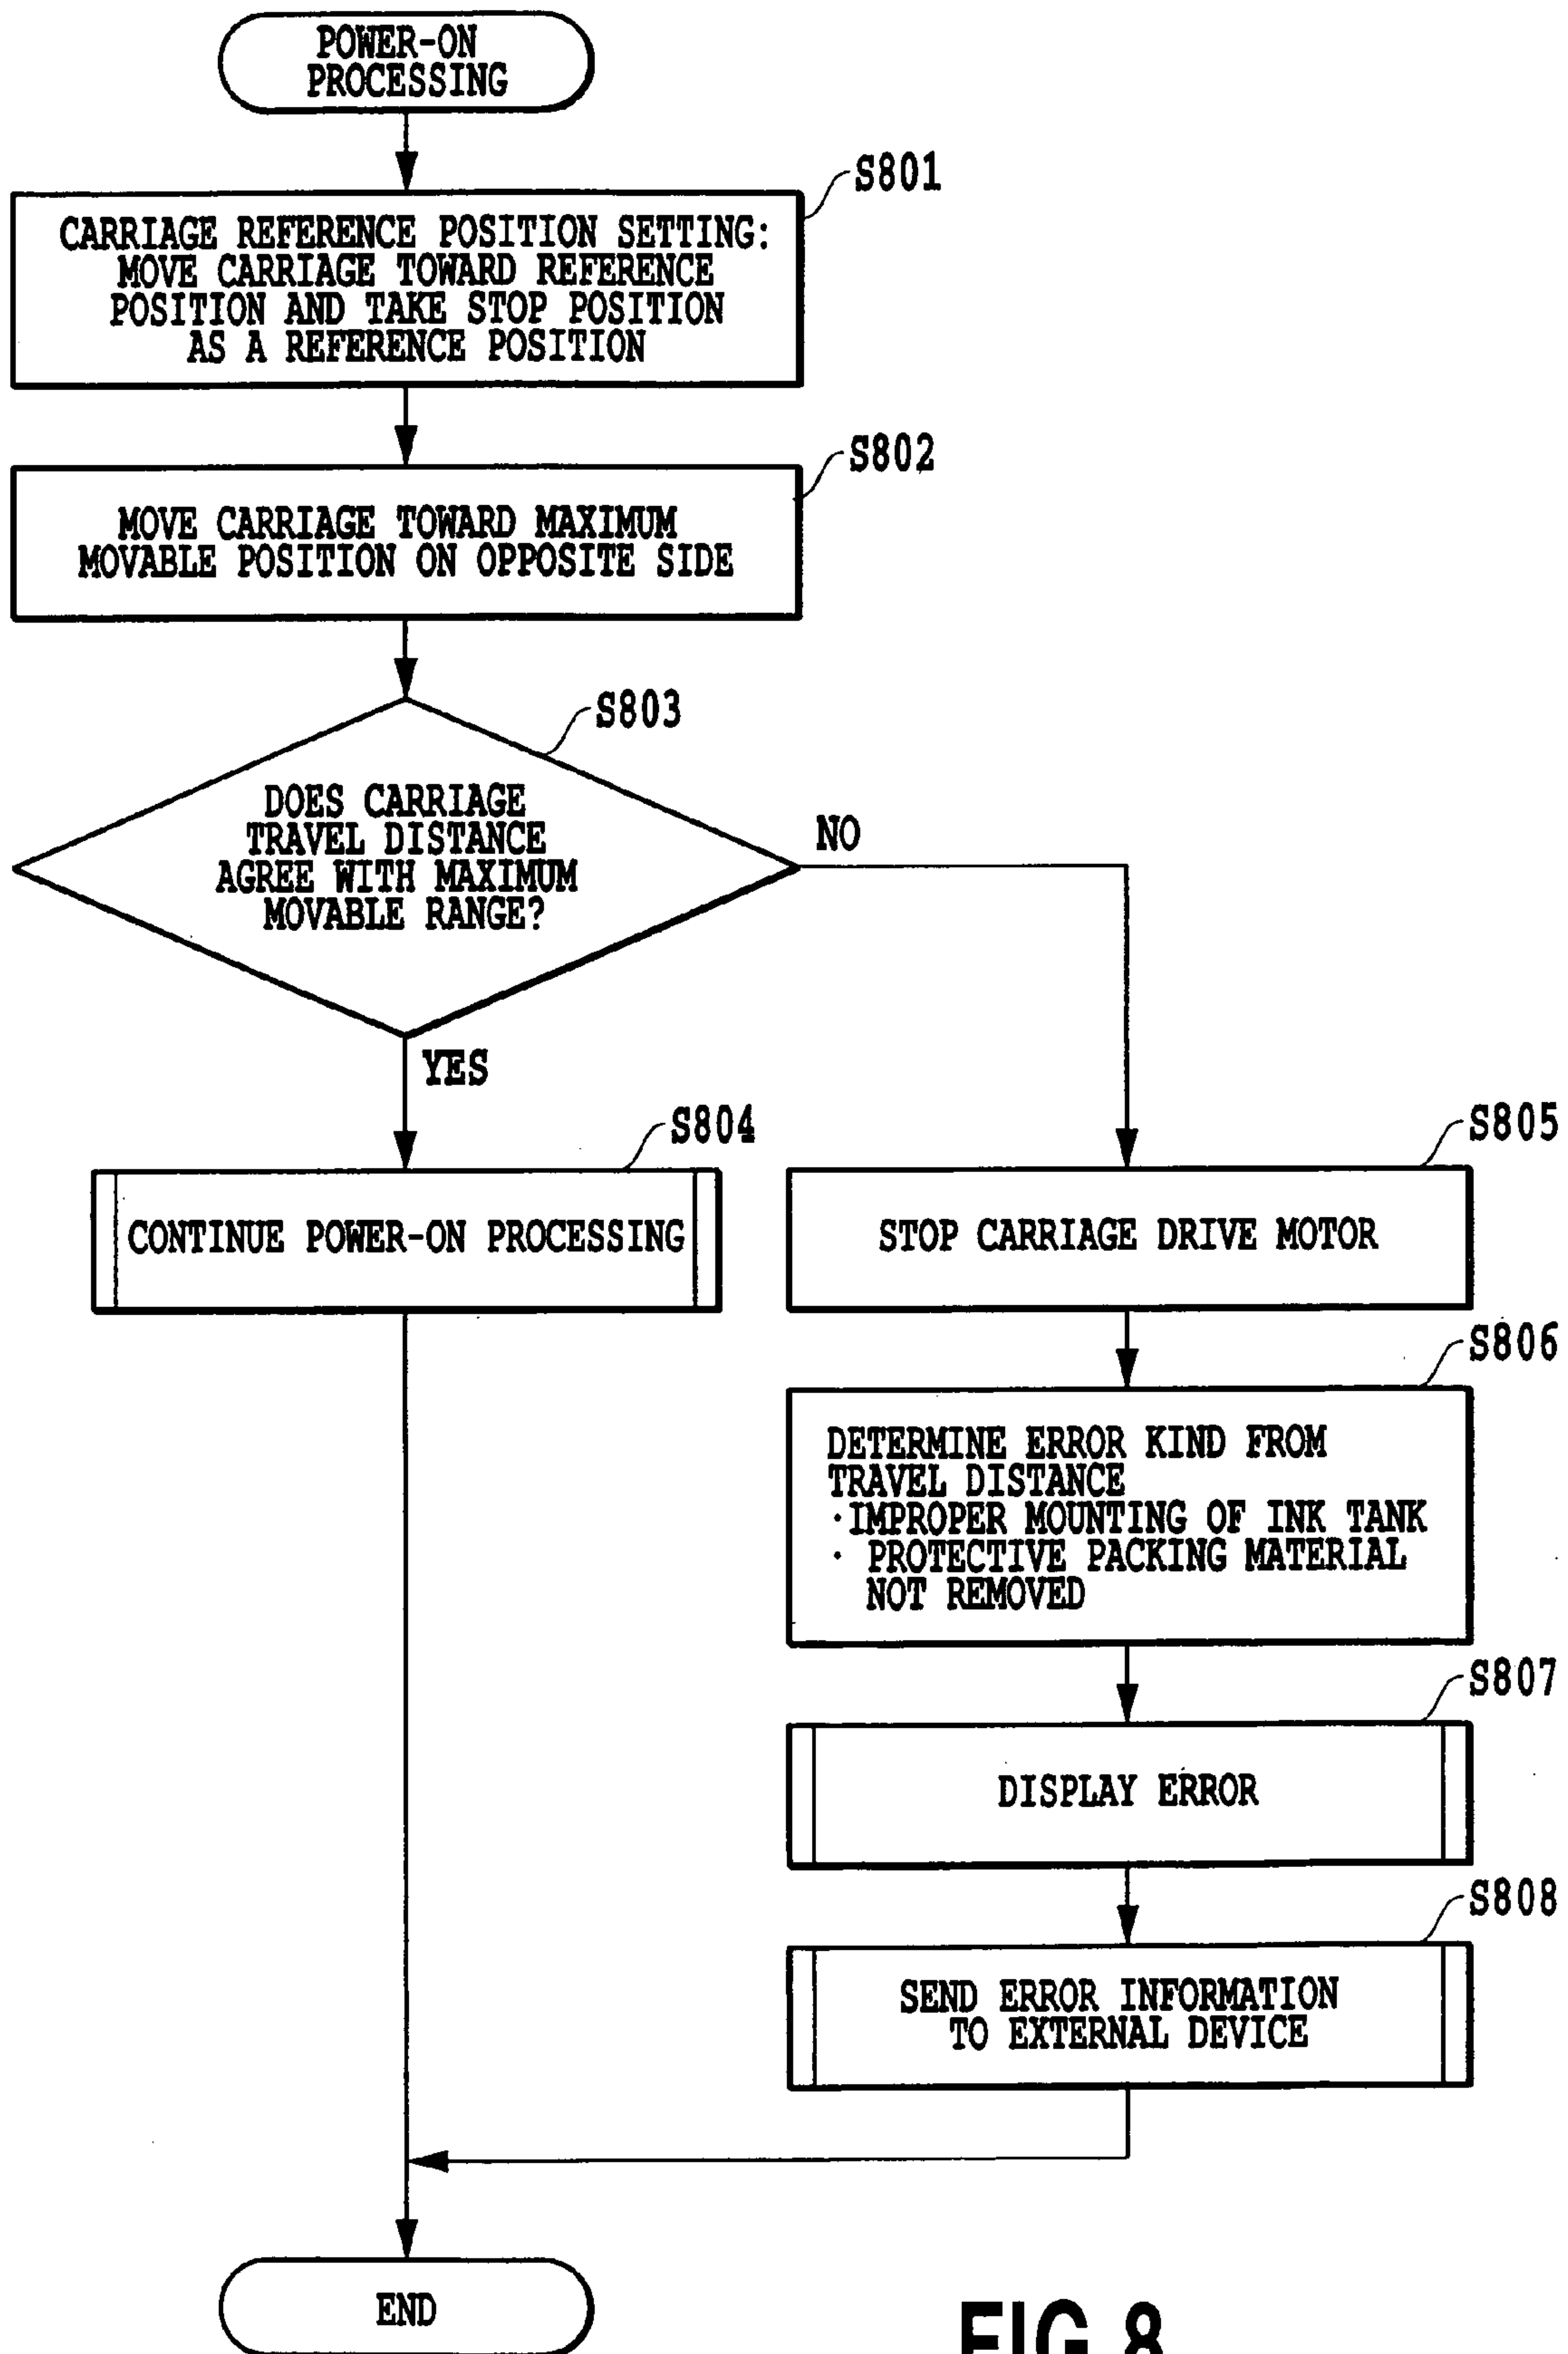 POWER-ON
PROCESSING
S801
CARRIAGE REFERENCE POSITION SETTING:
MOVE CARRIAGE TOWARD REFERENCE
POSITION AND TAKE STOP POSITION
AS A REFERENCE POSITION
S802
MOVE CARRIAGE TOWARD MAXIMUM
MOVABLE POSITION ON OPPOSITE SIDE
S803
DOES CARRIAGE
TRAVEL DISTANCE
AGREE WITH MAXIMUM
MOVABLE RANGE?
NO
YES
S804
CONTINUE POWER-ON PROCESSING
S805
STOP CARRIAGE DRIVE MOTOR
S806
DETERMINE ERROR KIND FROM
TRAVEL DISTANCE
·IMPROPER MOUNTING OF INK TANK
· PROTECTIVE PACKING MATERIAL
NOT REMOVED
S807
DISPLAY ERROR
S808
SEND ERROR INFORMATION
TO EXTERNAL DEVICE
END
FIG.8